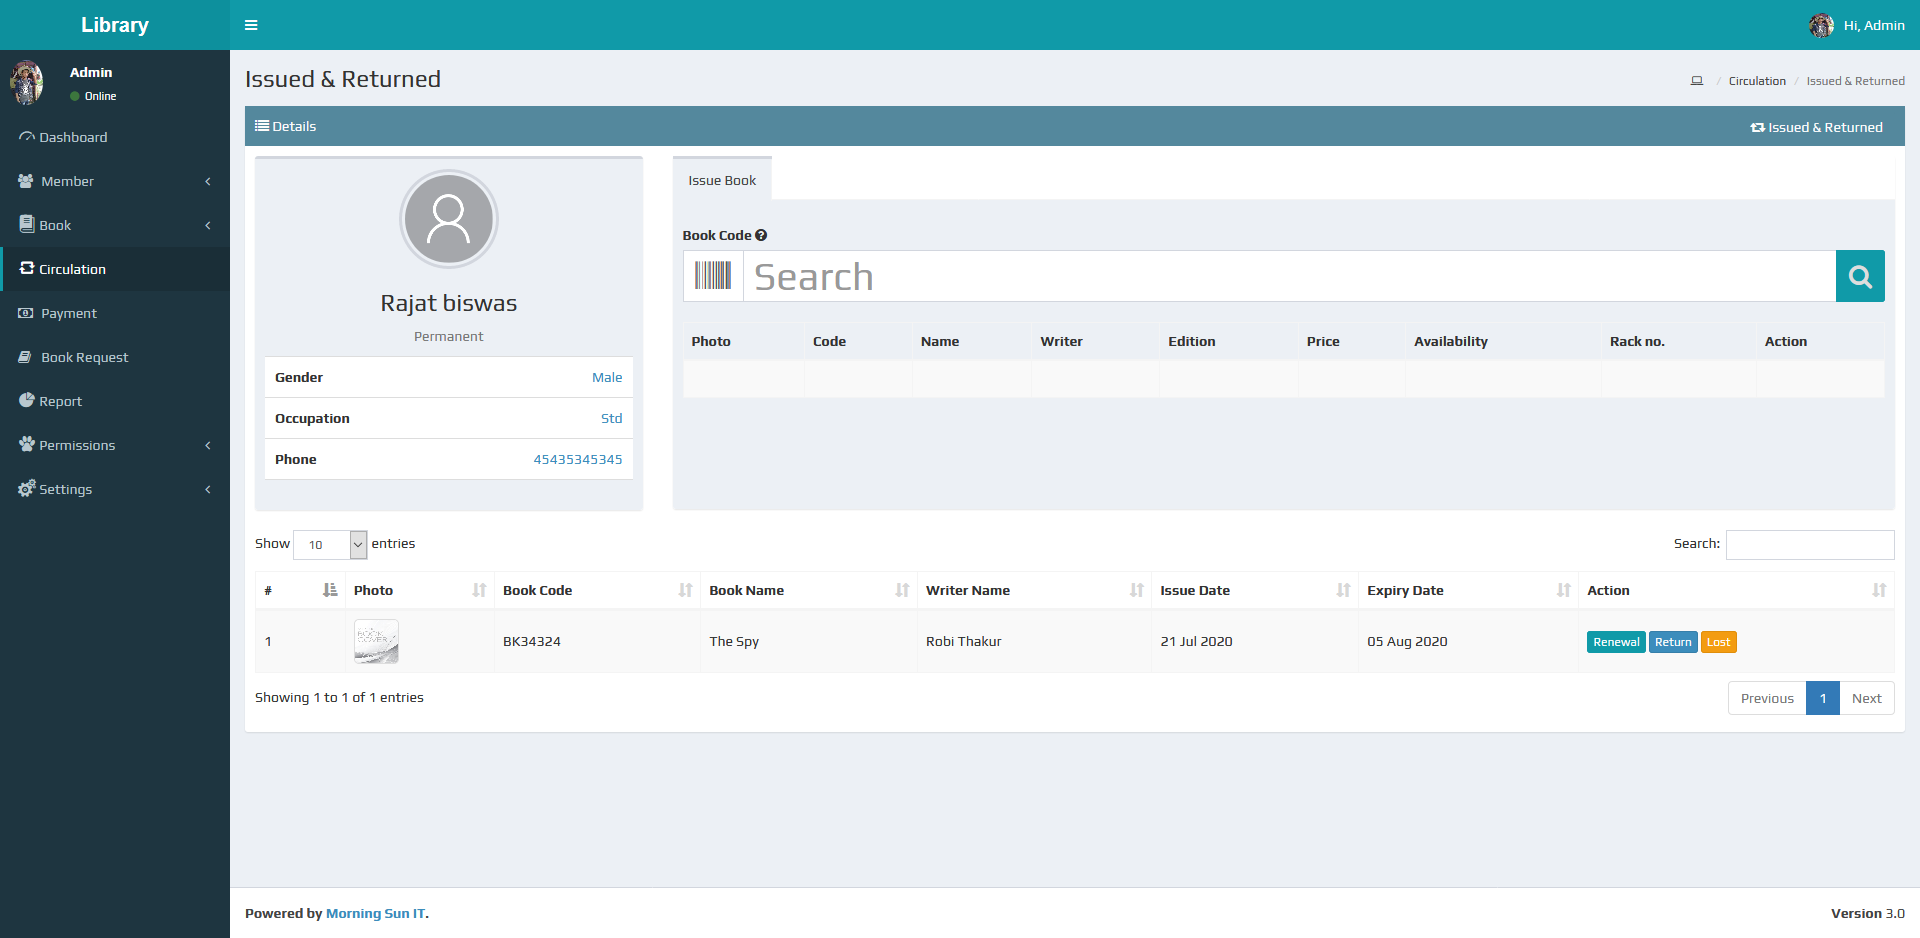 Library
Hi, Admin
Admin
Online
Dashboard
Member
Book
Circulation
Payment
Book Request
Report
Permissions
Settings
Issued & Returned
/ Circulation / Issued & Returned
Details
Issued & Returned
Rajat biswas
Permanent
Gender Male
Occupation Std
Phone 45435345345
Issue Book
Book Code
Search
Photo Code Name Writer Edition Price Availability Rack no. Action
Show 10 entries
Search:
# Photo Book Code Book Name Writer Name Issue Date Expiry Date Action
1 BOOK COVER BK34324 The Spy Robi Thakur 21 Jul 2020 05 Aug 2020 Renewal Return Lost
Showing 1 to 1 of 1 entries
Previous 1 Next
Powered by Morning Sun IT.
Version 3.0